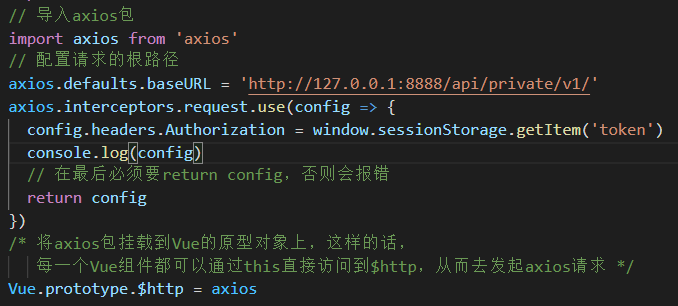 // 导入axios包
import axios from 'axios'
// 配置请求的根路径
axios.defaults.baseURL = 'http://127.0.0.1:8888/api/private/v1/'
axios.interceptors.request.use(config => {
  config.headers.Authorization = window.sessionStorage.getItem('token')
  console.log(config)
  // 在最后必须要return config，否则会报错
  return config
})
/* 将axios包挂载到Vue的原型对象上，这样的话，
   每一个Vue组件都可以通过this直接访问到$http，从而去发起axios请求 */
Vue.prototype.$http = axios